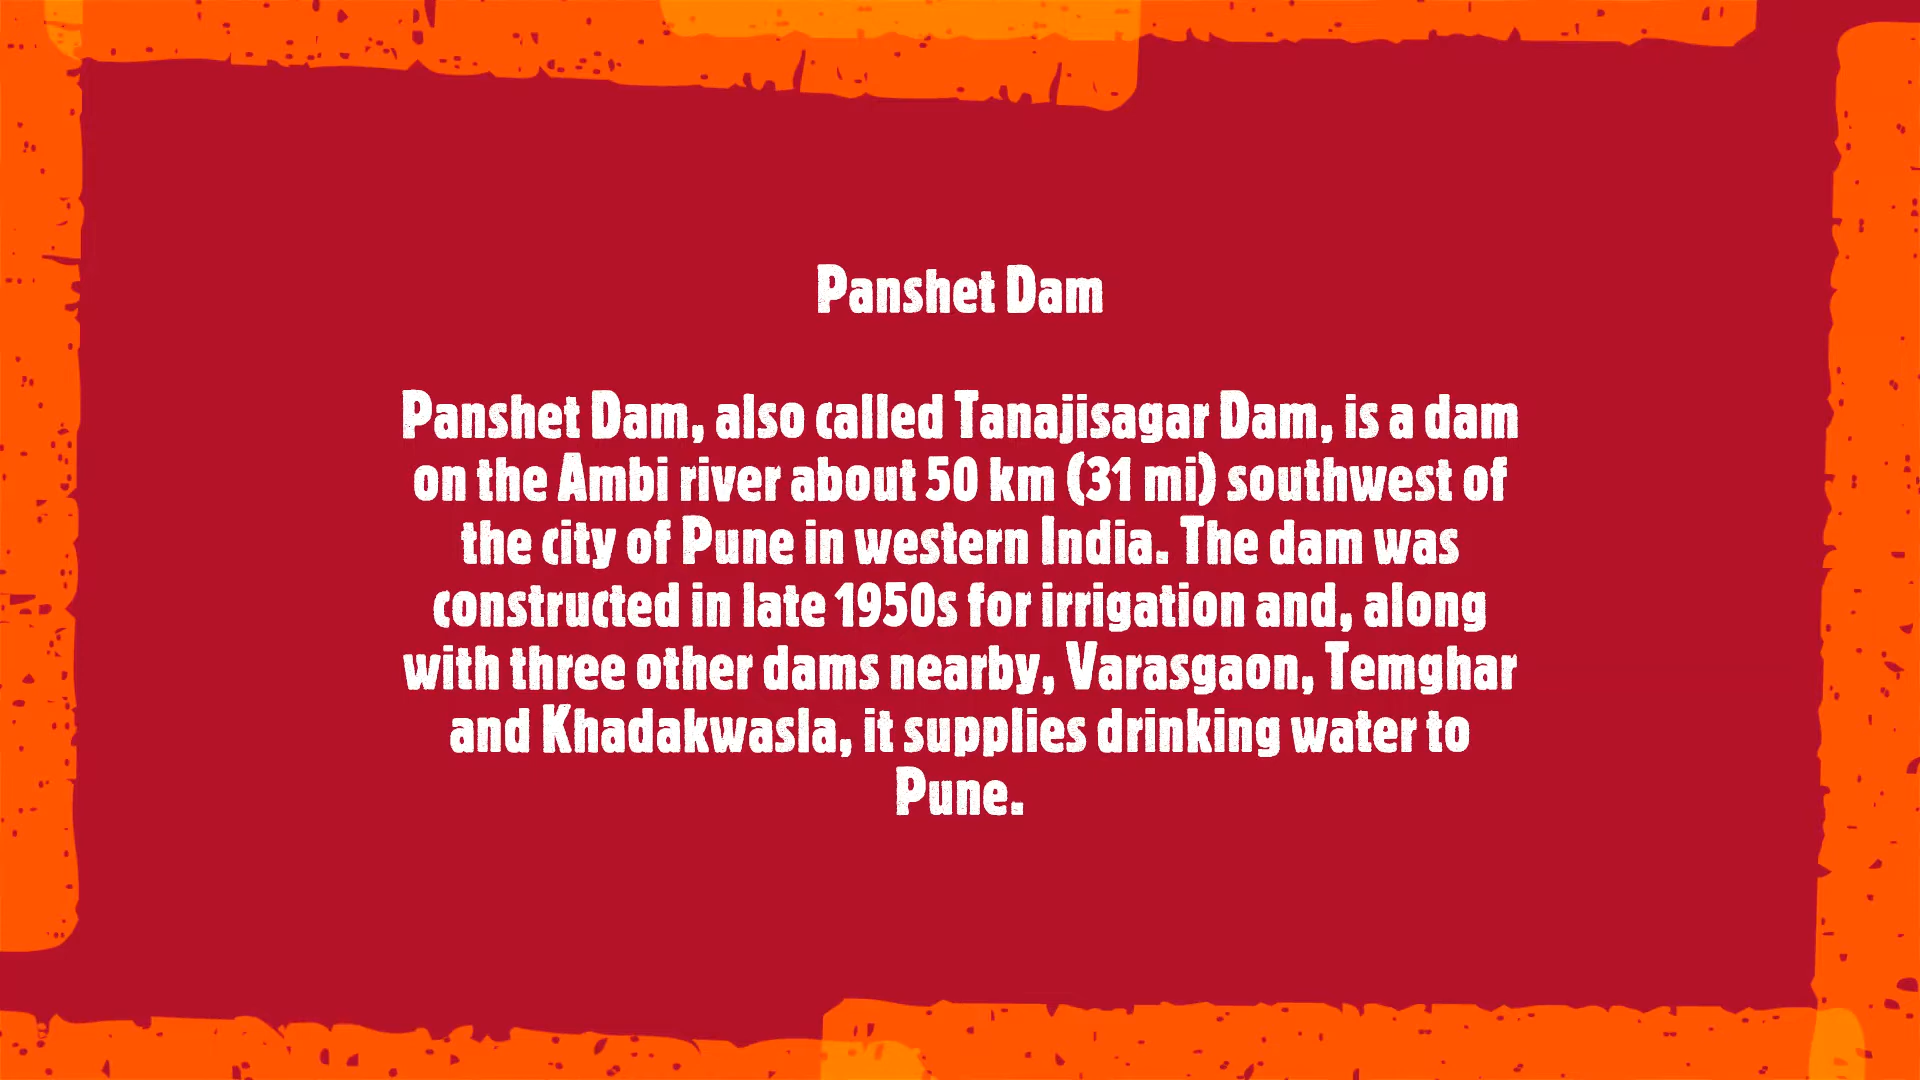 Panshet Dam
Panshet Dam, also called Tanajisagar Dam, is a dam
on the Ambi river about 50 km (31 mi) southwest of
the city of Pune in western India. The dam was
constructed in late 1950s for irrigation and, along
with three other dams nearby, Varasgaon, Temghar
and Khadakwasla, it supplies drinking water to
Pune.